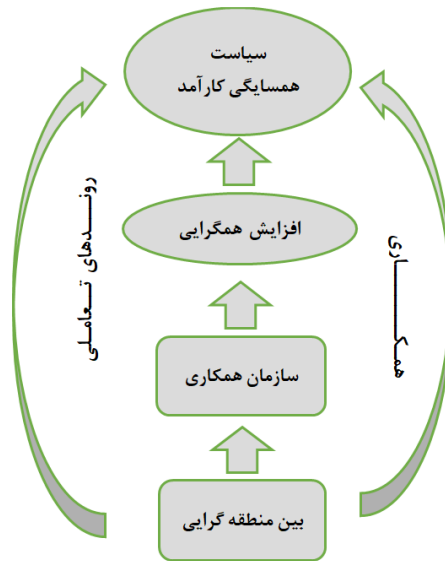 سیاست
همسایگی کارآمد
روندهای تعاملی
همکاری
افزایش همگرایی
سازمان همکاری
بین منطقه گرایی